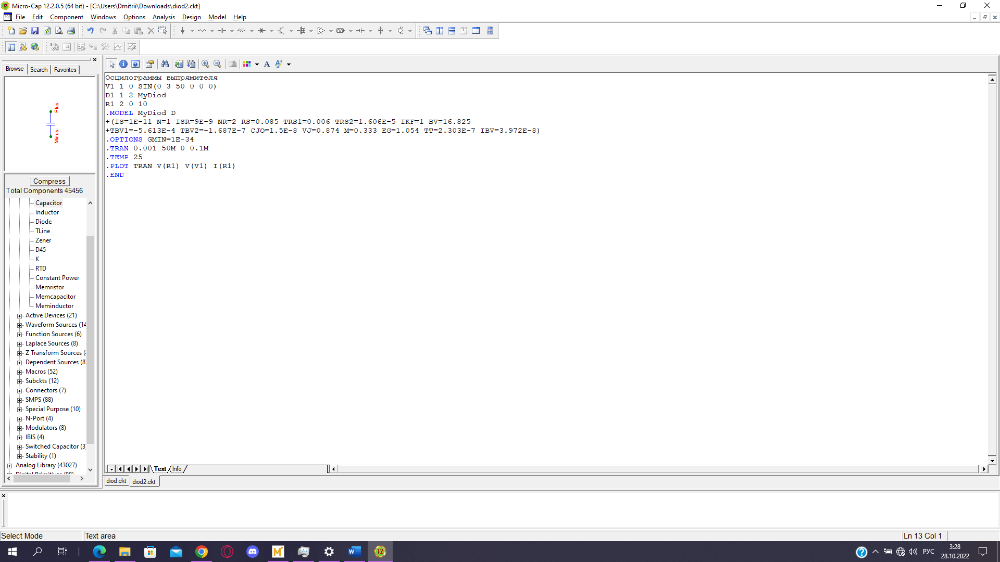 Micro-Cap 12.2.0.5 (64 bit) - [C:\Users\Dmitrii\Downloads\diod2.ckt]
File Edit Component Windows Options Analysis Design Model Help
Browse Search Favorites
Plus
Minus
Compress
Total Components 45456
Capacitor
Inductor
Diode
TLine
Zener
D45
K
RTD
Constant Power
Memristor
Memcapacitor
Meminductor
Active Devices (21)
Waveform Sources (14
Function Sources (6)
Laplace Sources (8)
Z Transform Sources (
Dependent Sources (8)
Macros (52)
Subckts (12)
Connectors (7)
SMPS (88)
Special Purpose (10)
N-Port (4)
Modulators (8)
IBIS (4)
Switched Capacitor (3)
Stability (1)
Analog Library (43027)
Digital Primitives (88)
Осцилограммы выпрямителя
V1 1 0 SIN(0 3 50 0 0 0)
D1 1 2 MyDiod
R1 2 0 10
.MODEL MyDiod D
+(IS=1E-11 N=1 ISR=9E-9 NR=2 RS=0.085 TRS1=0.006 TRS2=1.606E-5 IKF=1 BV=16.825
+TBV1=-5.613E-4 TBV2=-1.687E-7 CJO=1.5E-8 VJ=0.874 M=0.333 EG=1.054 TT=2.303E-7 IBV=3.972E-8)
.OPTIONS GMIN=1E-34
.TRAN 0.001 50M 0 0.1M
.TEMP 25
.PLOT TRAN V(R1) V(V1) I(R1)
.END
Text Info
diod.ckt diod2.ckt
Select Mode Text area Ln 13 Col 1
РУС
3:28
28.10.2022